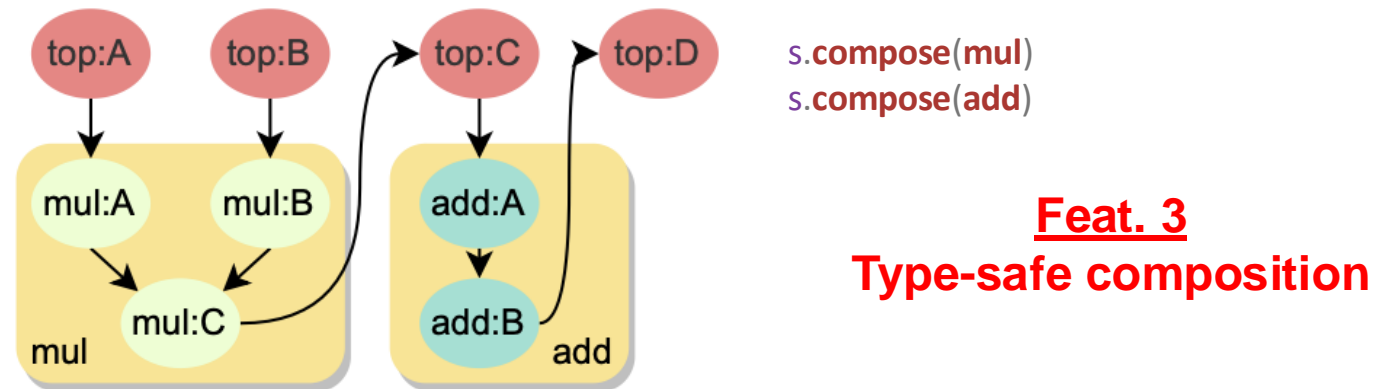 top:A
top:B
top:C
top:D
mul:A
mul:B
mul:C
mul
add:A
add:B
add
s.compose(mul)
s.compose(add)
Feat. 3
Type-safe composition